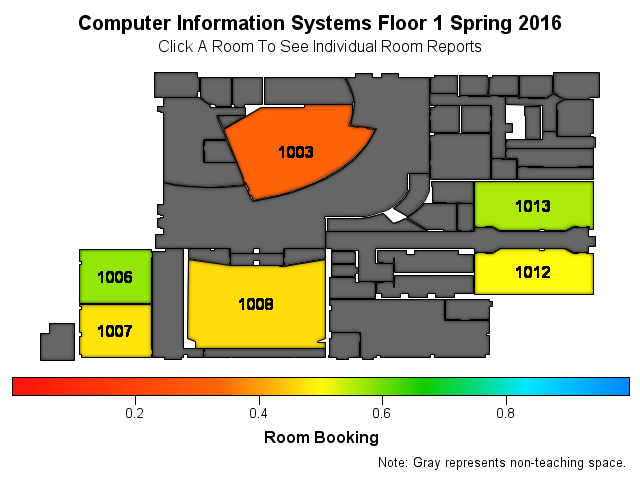 Computer Information Systems Floor 1 Spring 2016
Click A Room To See Individual Room Reports
1003
1013
1012
1006
1008
1007
0.2 0.4 0.6 0.8
Room Booking
Note: Gray represents non-teaching space.